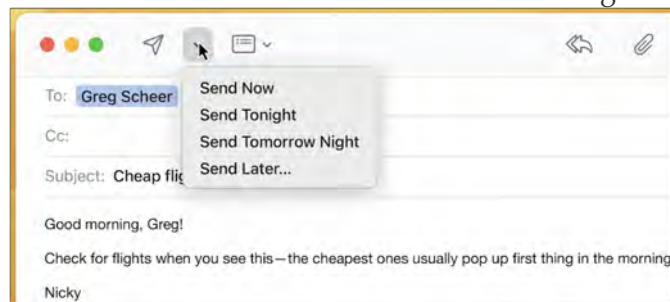 To: Greg Scheer
Send Now
Send Tonight
Send Tomorrow Night
Send Later...
Cc:
Subject: Cheap
Good morning, Greg!
Check for flights when you see this—the cheapest ones usually pop up first thing in the morning
Nicky